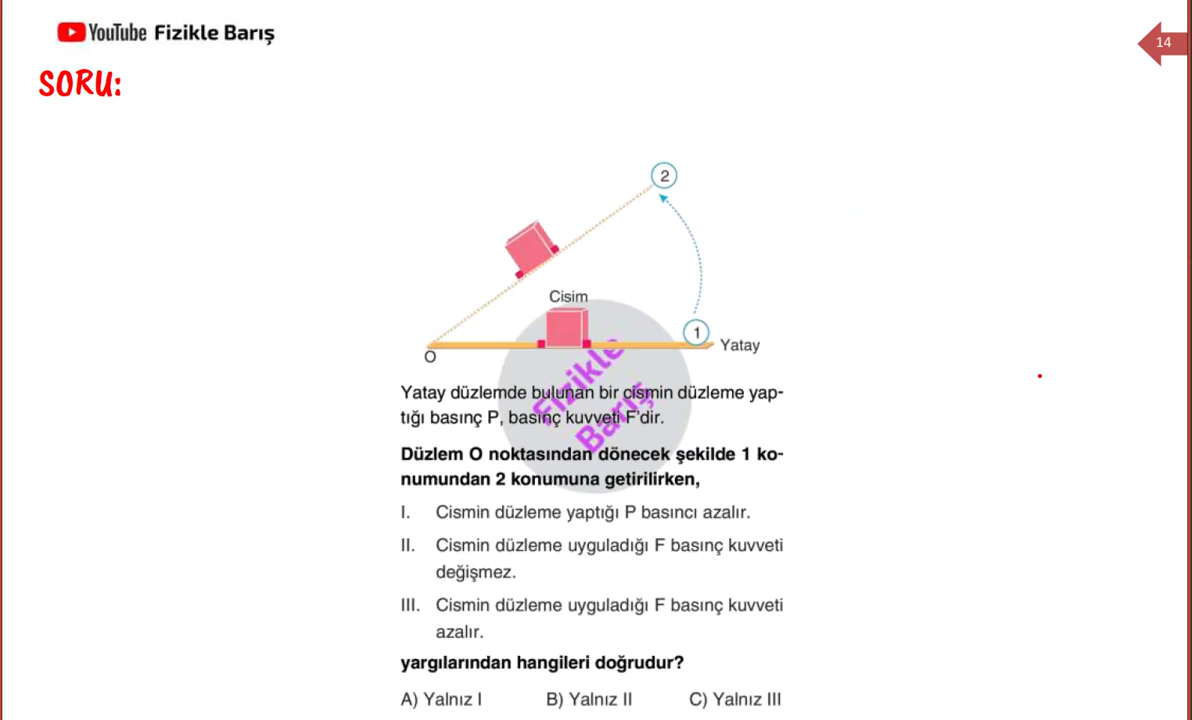 YouTube Fizikle Barış
14
SORU:
2
Cisim
1
Yatay
O
Fizikle
Barış
Yatay düzlemde bulunan bir cismin düzleme yap-
tığı basınç P, basınç kuvveti F'dir.
Düzlem O noktasından dönecek şekilde 1 ko-
numundan 2 konumuna getirilirken,
I. Cismin düzleme yaptığı P basıncı azalır.
II. Cismin düzleme uyguladığı F basınç kuvveti
değişmez.
III. Cismin düzleme uyguladığı F basınç kuvveti
azalır.
yargılarından hangileri doğrudur?
A) Yalnız I B) Yalnız II C) Yalnız III